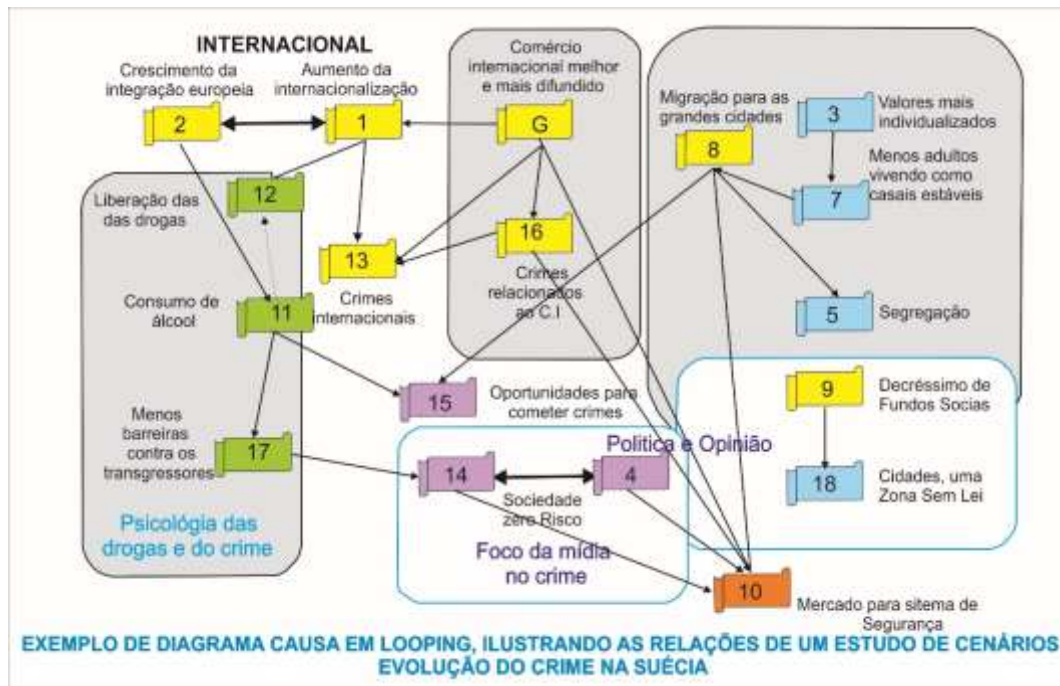 INTERNACIONAL
Crescimento da
integração europeia
Aumento da
internacionalização
Comércio
internacional melhor
e mais difundido
Migração para as
grandes cidades
Valores mais
individualizados
Menos adultos
vivendo como
casais estáveis
2
1
G
8
3
7
12
Liberação das
das drogas
13
Crimes
internacionais
16
Crimes
relacionados
ao C.I
Consumo de
álcool
11
5
Segregação
15
Oportunidades para
cometer crimes
9
Decréssimo de
Fundos Socias
Menos
barreiras
contra os
transgressores
17
14
4
Politica e Opinião
Sociedade
zéro Risco
18
Cidades, uma
Zona Sem Lei
Psicológia das
drogas e do crime
Foco da mídia
no crime
10
Mercado para sitema de
Segurança
EXEMPLO DE DIAGRAMA CAUSA EM LOOPING, ILUSTRANDO AS RELAÇÕES DE UM ESTUDO DE CENÁRIOS
EVOLUÇÃO DO CRIME NA SUÉCIA